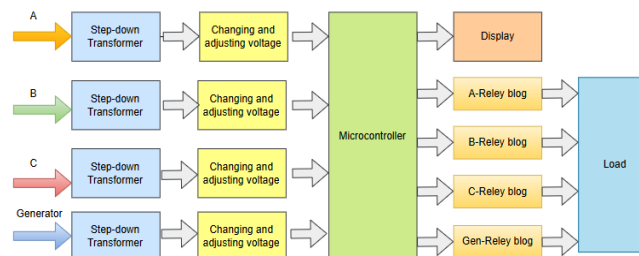 A
Step-down
Transformer
Changing and
adjusting voltage
Display
B
Step-down
Transformer
Changing and
adjusting voltage
Microcontroller
A-Reley blog
B-Reley blog
Load
C
Step-down
Transformer
Changing and
adjusting voltage
C-Reley blog
Generator
Step-down
Transformer
Changing and
adjusting voltage
Gen-Reley blog